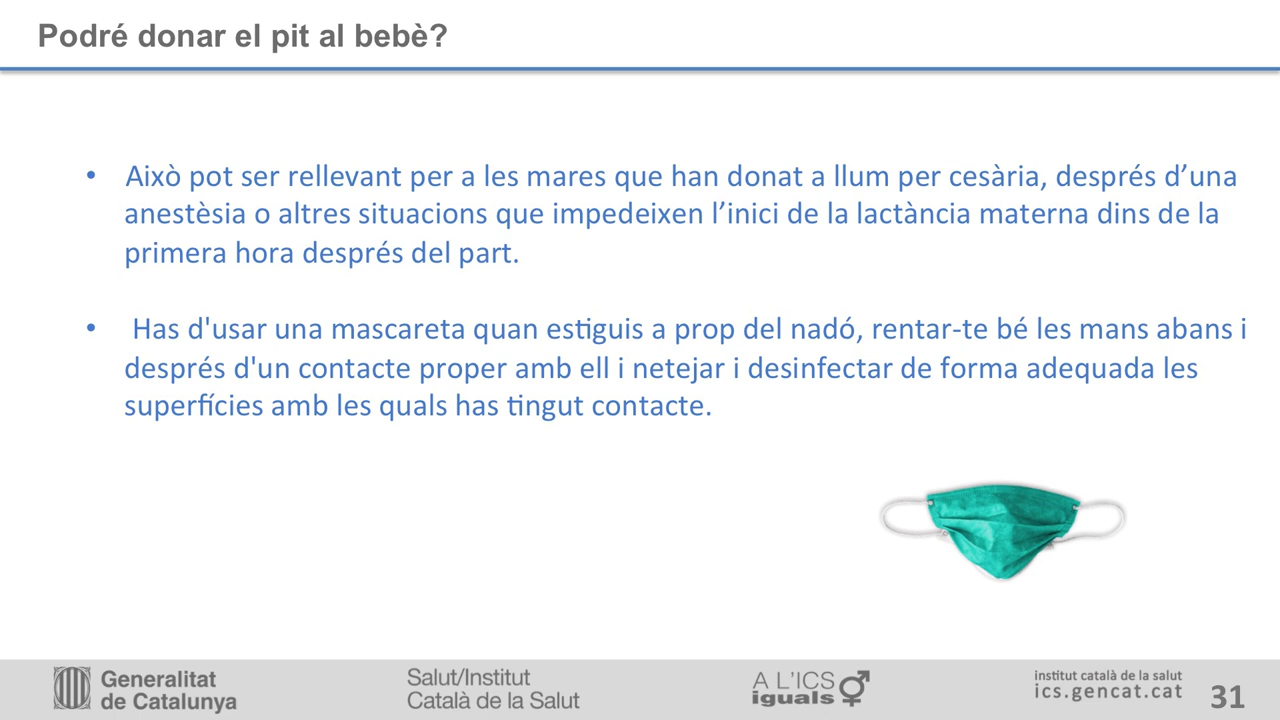 Podré donar el pit al bebè?
• Això pot ser rellevant per a les mares que han donat a llum per cesària, després d’una
anestèsia o altres situacions que impedeixen l’inici de la lactància materna dins de la
primera hora després del part.
• Has d'usar una mascareta quan estiguis a prop del nadó, rentar-te bé les mans abans i
després d'un contacte proper amb ell i netejar i desinfectar de forma adequada les
superfícies amb les quals has tingut contacte.
Generalitat
de Catalunya
Salut/Institut
Català de la Salut
A L'ICS
iguals
institut català de la salut
ics.gencat.cat
31